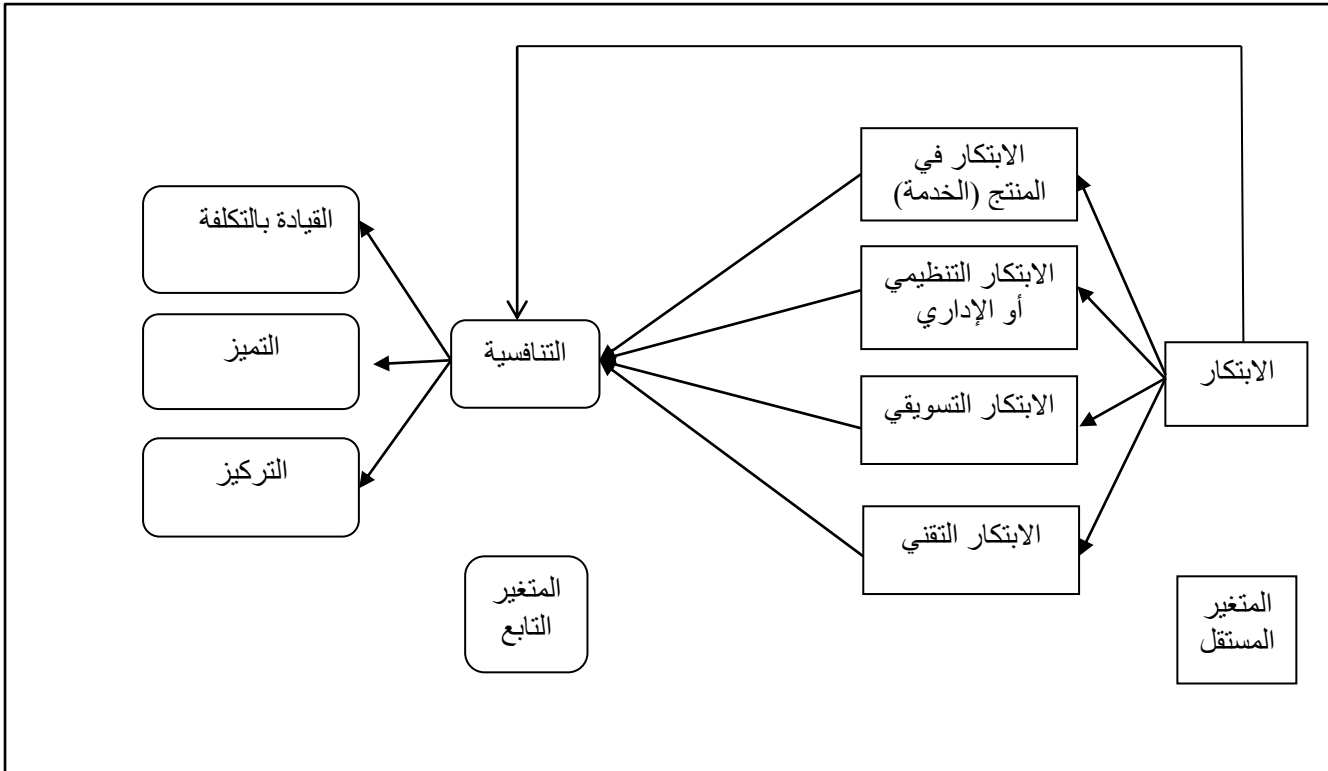 الابتكار في
المنتج (الخدمة)
الابتكار التنظيمي
أو الإداري
الابتكار التسويقي
الابتكار التقني
الابتكار
المتغير
المستقل
التنافسية
المتغير
التابع
القيادة بالتكلفة
التميز
التركيز